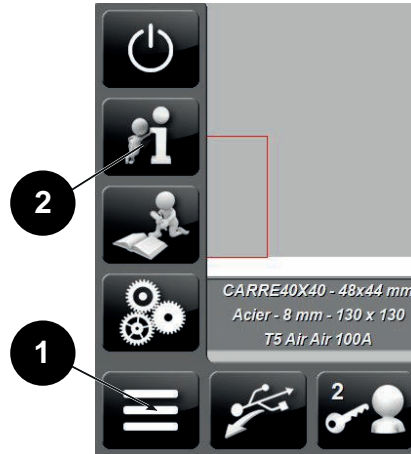 2
CARRE40X40 - 48x44 mm
Acier - 8 mm - 130 x 130
T5 Air Air 100A
1
2